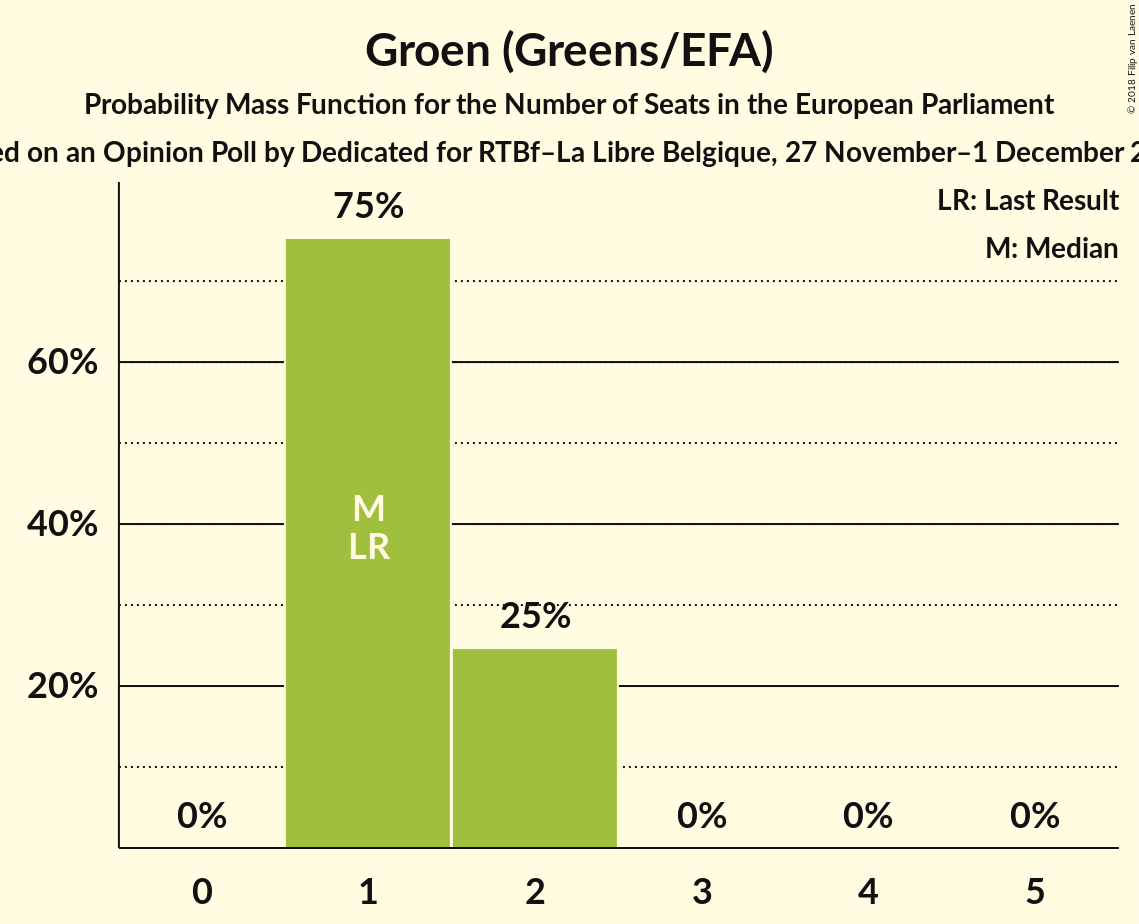 Groen (Greens/EFA)
Probability Mass Function for the Number of Seats in the European Parliament
on an Opinion Poll by Dedicated for RTBf–La Libre Belgique, 27 November–1 December
© 2018 Filip van Laenen
LR: Last Result
M: Median
75%
60%
40%
20%
M
LR
25%
0%
0%
0%
0%
0 1 2 3 4 5